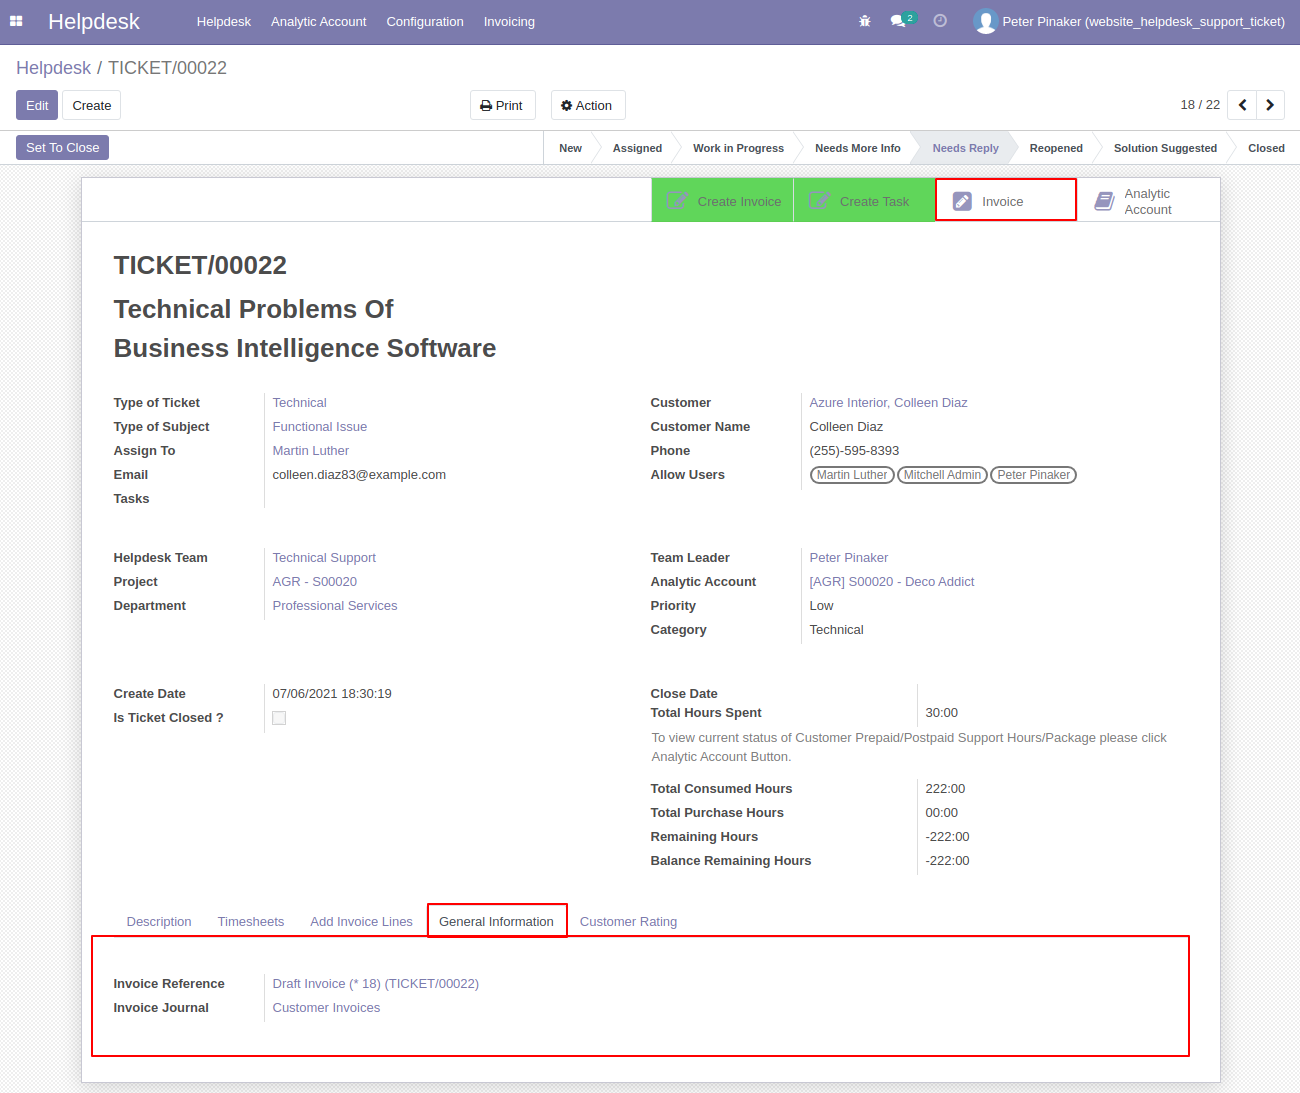 Helpdesk Helpdesk Analytic Account Configuration Invoicing 2 Peter Pinaker (website_helpdesk_support_ticket)
Helpdesk / TICKET/00022
Edit Create Print Action 18 / 22
Set To Close New Assigned Work in Progress Needs More Info Needs Reply Reopened Solution Suggested Closed
Create Invoice Create Task Invoice Analytic
Account
TICKET/00022
Technical Problems Of
Business Intelligence Software
Type of Ticket Technical
Type of Subject Functional Issue
Assign To Martin Luther
Email colleen.diaz83@example.com
Tasks
Customer Azure Interior, Colleen Diaz
Customer Name Colleen Diaz
Phone (255)-595-8393
Allow Users Martin Luther Mitchell Admin Peter Pinaker
Helpdesk Team Technical Support
Project AGR - S00020
Department Professional Services
Team Leader Peter Pinaker
Analytic Account [AGR] S00020 - Deco Addict
Priority Low
Category Technical
Create Date 07/06/2021 18:30:19
Is Ticket Closed ?
Close Date
Total Hours Spent 30:00
To view current status of Customer Prepaid/Postpaid Support Hours/Package please click
Analytic Account Button.
Total Consumed Hours 222:00
Total Purchase Hours 00:00
Remaining Hours -222:00
Balance Remaining Hours -222:00
Description Timesheets Add Invoice Lines General Information Customer Rating
Invoice Reference Draft Invoice (* 18) (TICKET/00022)
Invoice Journal Customer Invoices